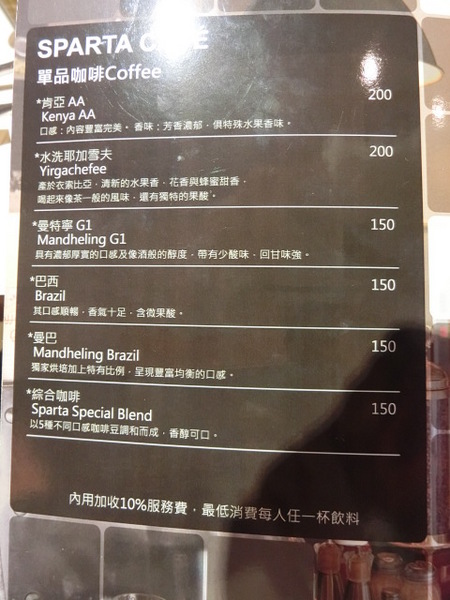 SPARTA CAFE
單品咖啡Coffee
*肯亞 AA 200
Kenya AA
口感：內容豐富完美。香味：芳香濃郁，俱特殊水果香味。
*水洗耶加雪夫 200
Yirgachefee
產於衣索比亞，清新的水果香，花香與蜂蜜甜香，
喝起來像茶一般的風味，還有獨特的果酸。
*曼特寧 G1 150
Mandheling G1
具有濃郁厚實的口感及像酒般的醇度，帶有少酸味，回甘味強。
*巴西 150
Brazil
其口感順暢，香氣十足，含微果酸。
*曼巴 150
Mandheling Brazil
獨家烘培加上特有比例，呈現豐富均衡的口感。
*綜合咖啡 150
Sparta Special Blend
以5種不同口感咖啡豆調和而成，香醇可口。
內用加收10%服務費，最低消費每人任一杯飲料